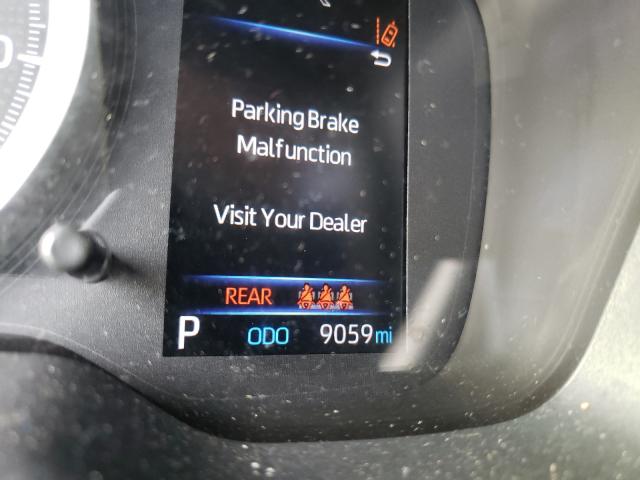 Parking Brake
Malfunction
Visit Your Dealer
REAR
P ODO 9059 mi